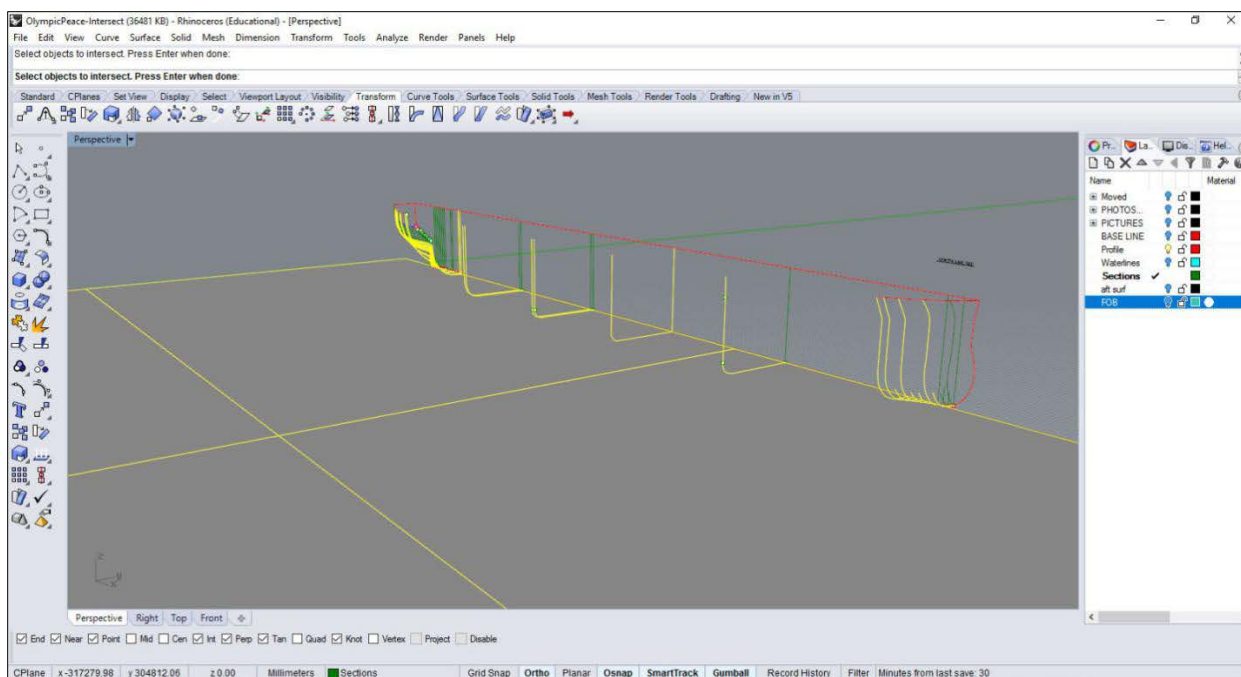 OlympicPeace-Intersect (36481 KB) - Rhinoceros (Educational) - [Perspective]
File Edit View Curve Surface Solid Mesh Dimension Transform Tools Analyze Render Panels Help
Select objects to intersect. Press Enter when done:
Select objects to intersect. Press Enter when done:
Standard CPlanes Set View Display Select Viewport Layout Visibility Transform Curve Tools Surface Tools Solid Tools Mesh Tools Render Tools Drafting New in V5
Perspective
Pr.. La.. Dis.. Hel..
Name Material
Moved
PHOTOS...
PICTURES
BASE LINE
Profile
Waterlines
Sections
aft surf
FOB
z
y
x
Perspective Right Top Front
End Near Point Mid Cen Int Perp Tan Quad Knot Vertex Project Disable
CPlane x -317279.98 y 304812.06 z 0.00 Millimeters Sections Grid Snap Ortho Planar Osnap SmartTrack Gumball Record History Filter Minutes from last save: 30